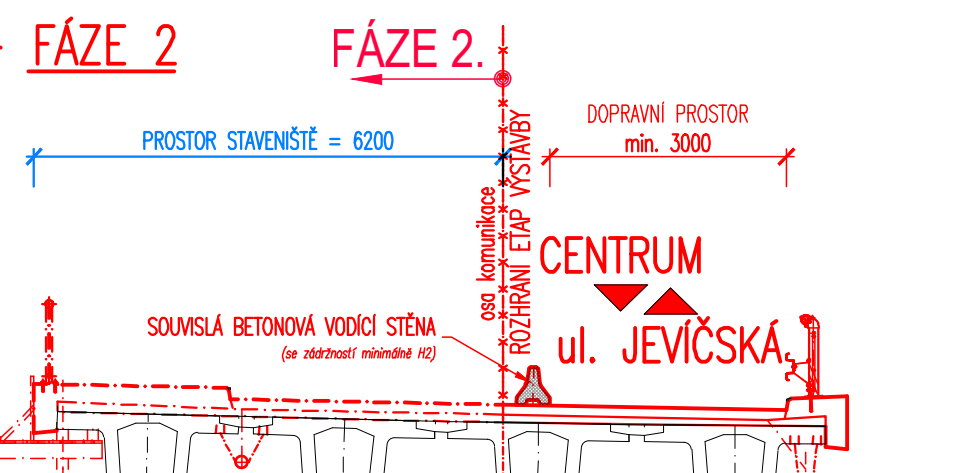 FÁZE 2
FÁZE 2.
DOPRAVNÍ PROSTOR
min. 3000
PROSTOR STAVENIŠTĚ = 6200
osa komunikace
ROZHRANÍ ETAP VÝSTAVBY
CENTRUM
ul. JEVÍČSKÁ
SOUVISLÁ BETONOVÁ VODÍCÍ STĚNA
(se zádržností minimálně H2)